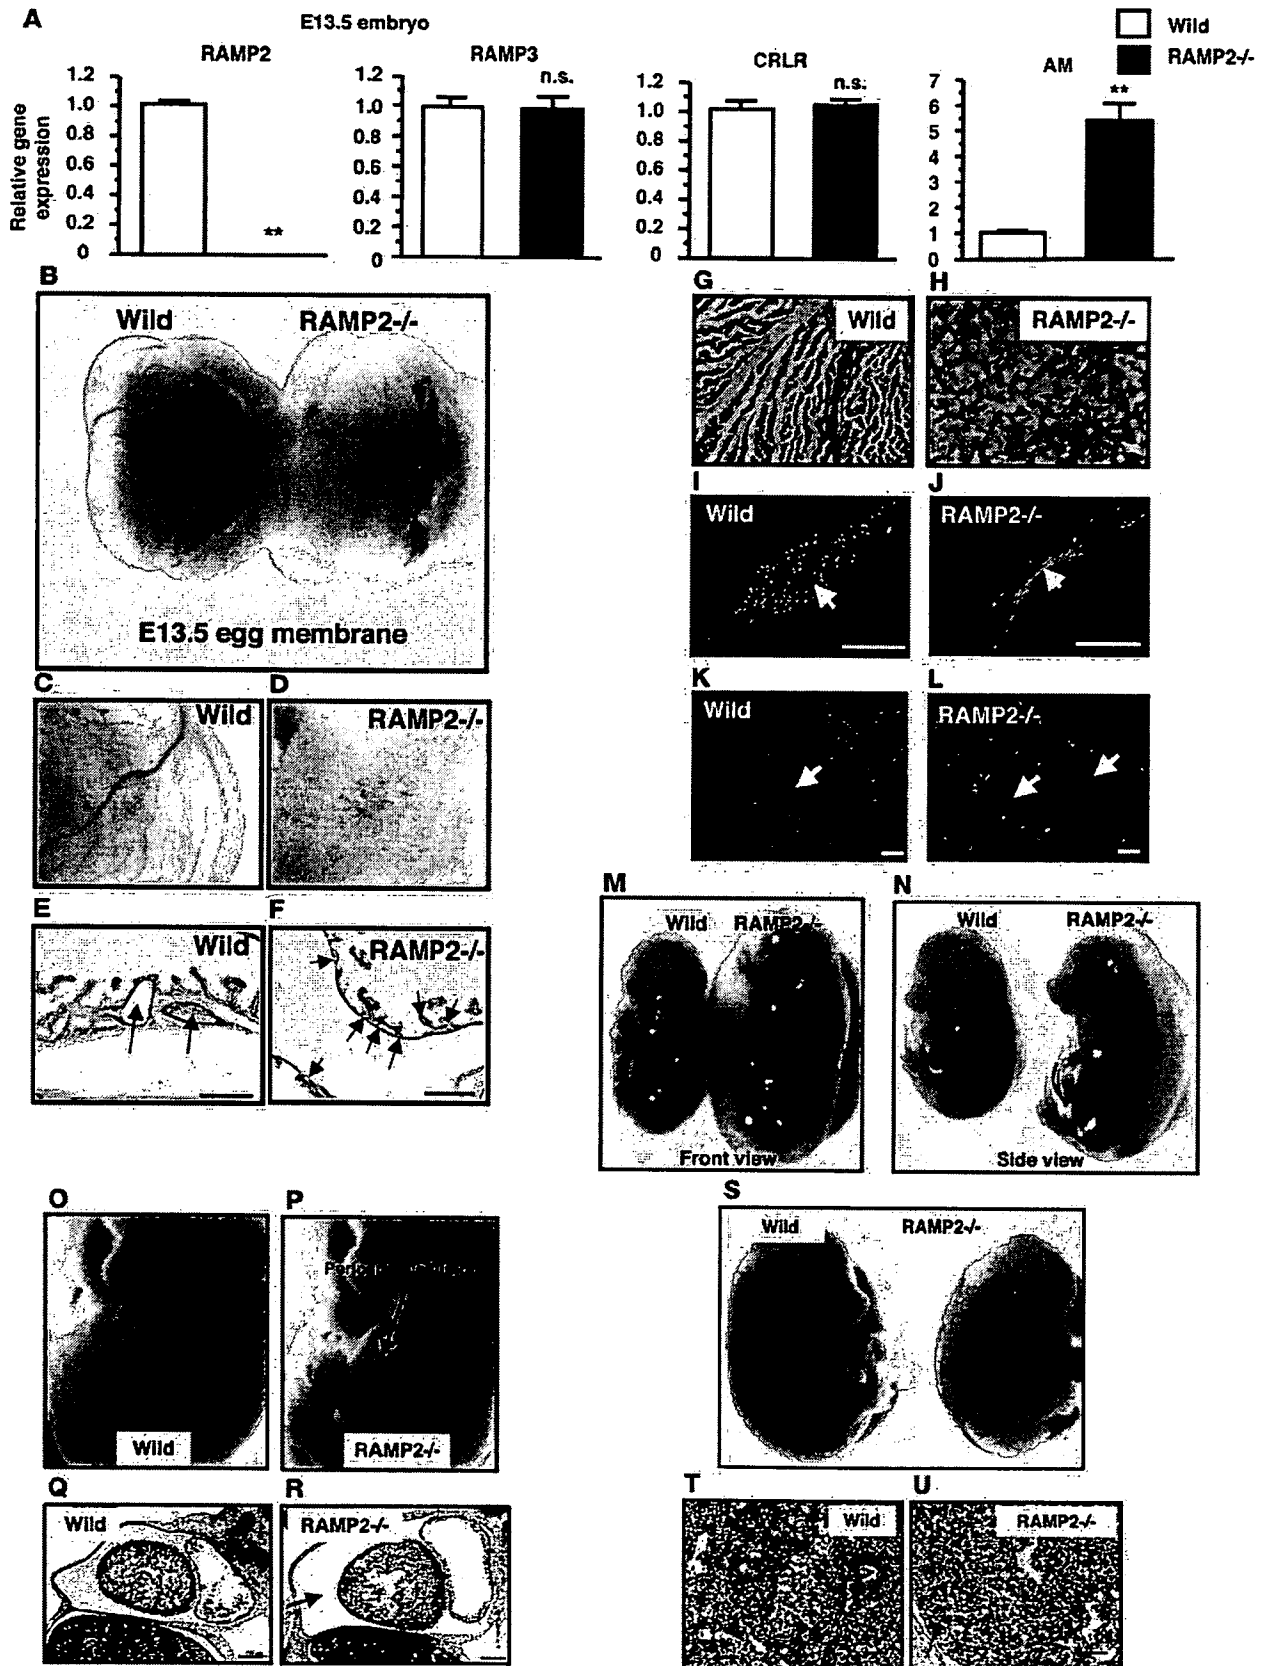 A
E13.5 embryo
Wild
RAMP2-/-
RAMP2
RAMP3
CRLR
AM
Relative gene
expression
1.2
1.0
0.8
0.6
0.4
0.2
0
**
1.2
1.0
0.8
0.6
0.4
0.2
0
n.s.
1.2
1.0
0.8
0.6
0.4
0.2
0
n.s.
7
6
5
4
3
2
1
0
**
B
Wild RAMP2-/-
E13.5 egg membrane
C
Wild
D
RAMP2-/-
E
Wild
F
RAMP2-/-
G
Wild
H
RAMP2-/-
I
Wild
J
RAMP2-/-
K
Wild
L
RAMP2-/-
M
Wild RAMP2-/-
Front view
N
Wild RAMP2-/-
Side view
O
Wild
P
RAMP2-/-
Q
Wild
R
RAMP2-/-
S
Wild RAMP2-/-
T
Wild
U
RAMP2-/-